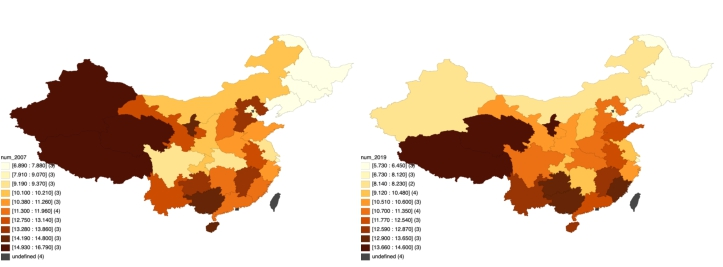 num_2007
[6.890 : 7.880] (3)
[7.910 : 9.070] (3)
[9.190 : 9.370] (3)
[10.100 : 10.210] (3)
[10.380 : 11.260] (3)
[11.300 : 11.960] (4)
[12.750 : 13.140] (3)
[13.280 : 13.860] (3)
[14.190 : 14.800] (3)
[14.930 : 16.790] (3)
undefined (4)
num_2019
[5.730 : 6.450] (3)
[6.730 : 8.120] (3)
[8.140 : 8.230] (2)
[9.120 : 10.480] (4)
[10.510 : 10.600] (3)
[10.700 : 11.350] (4)
[11.770 : 12.540] (3)
[12.590 : 12.870] (3)
[12.900 : 13.650] (3)
[13.660 : 14.600] (3)
undefined (4)